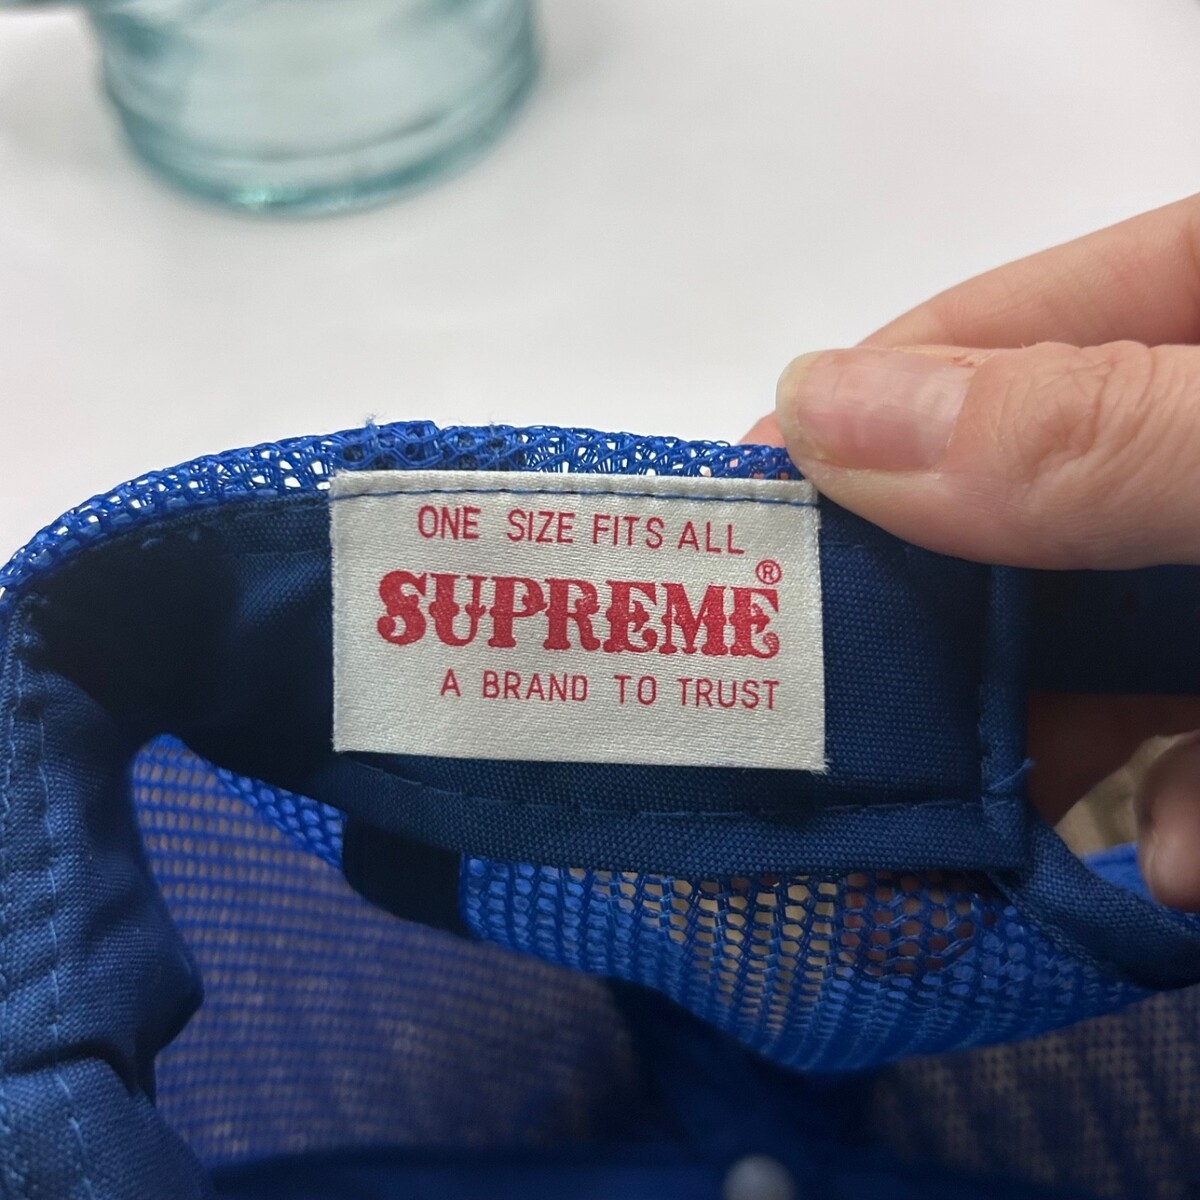 ONE SIZE FITS ALL
SUPREME®
A BRAND TO TRUST